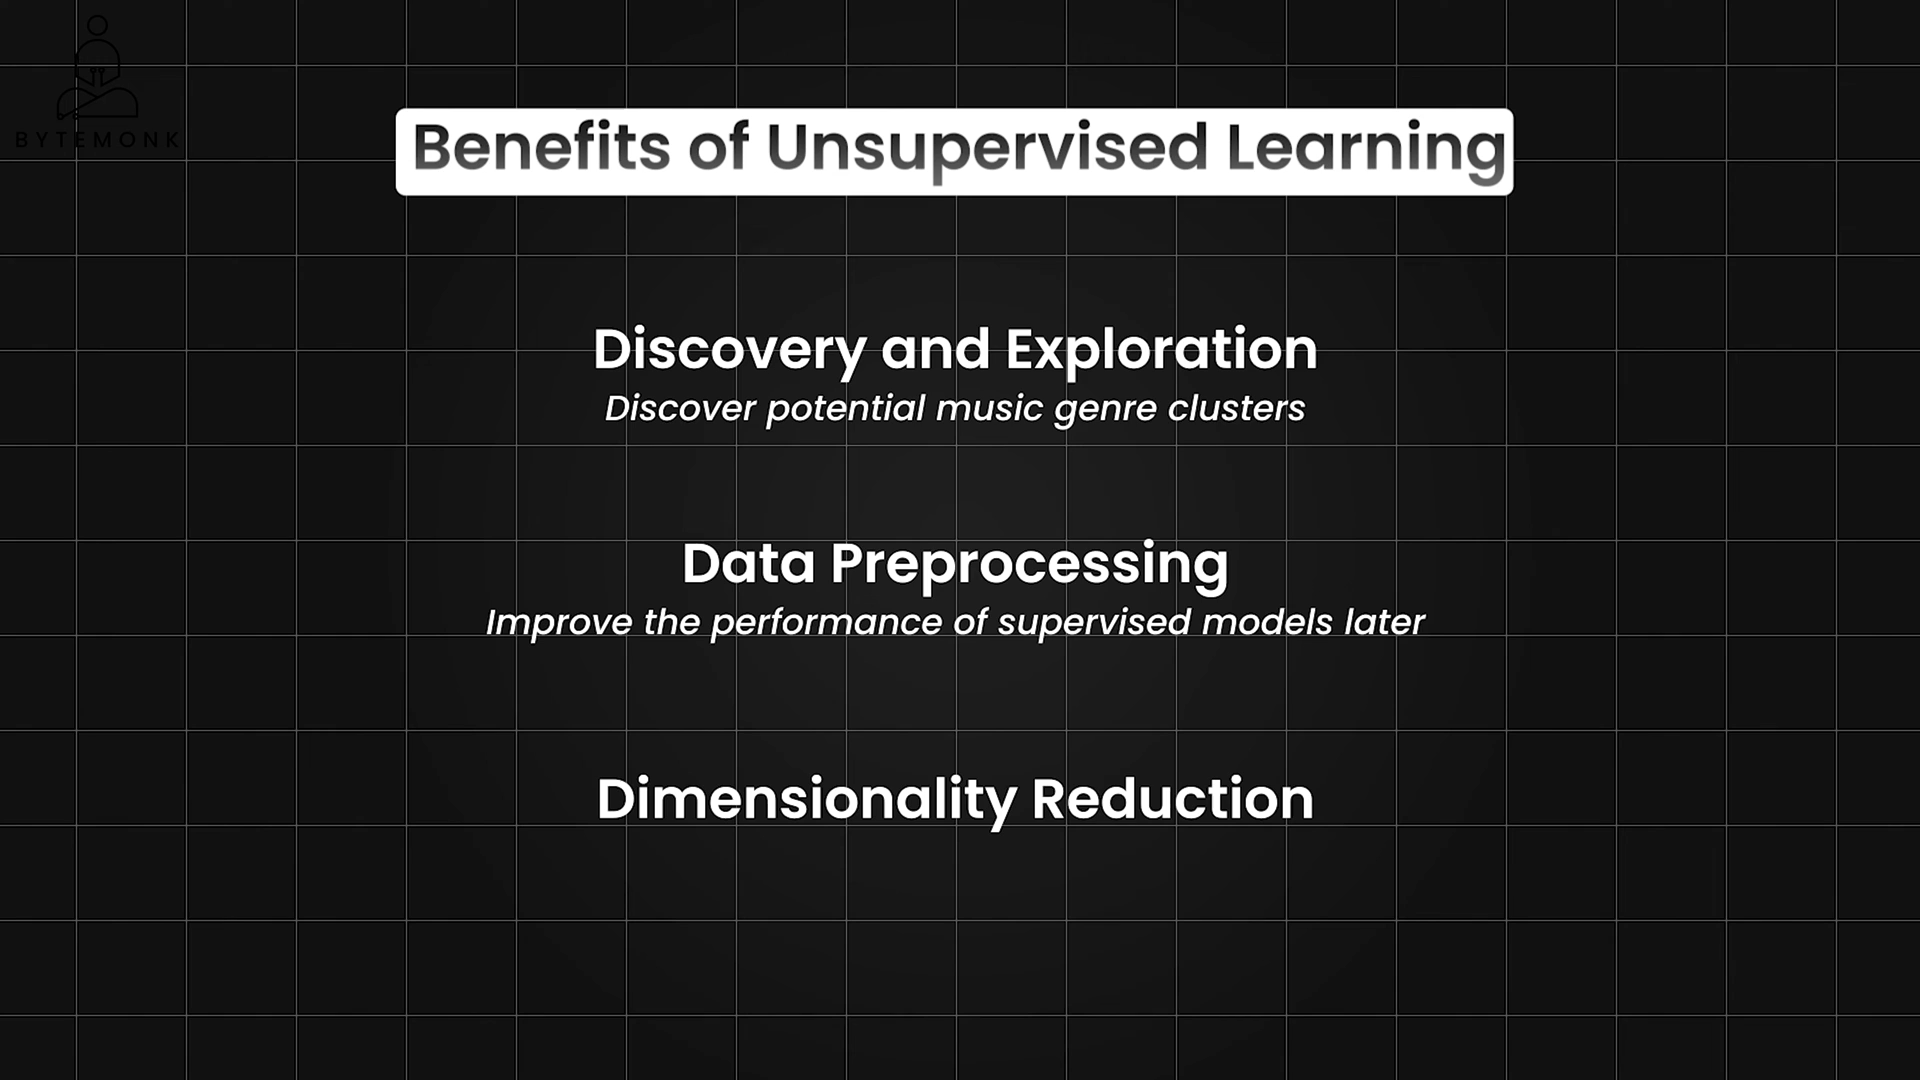 BYTEMONK
Benefits of Unsupervised Learning
Discovery and Exploration
Discover potential music genre clusters
Data Preprocessing
Improve the performance of supervised models later
Dimensionality Reduction